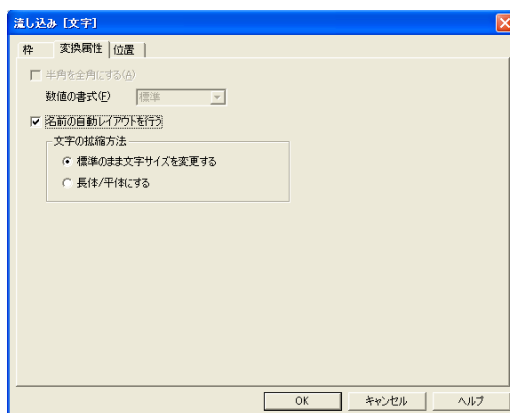 流し込み [文字]
枠 変換属性 位置
半角を全角にする(A)
数値の書式(F) 標準
名前の自動レイアウトを行う
文字の拡縮方法
標準のまま文字サイズを変更する
長体/平体にする
OK キャンセル ヘルプ